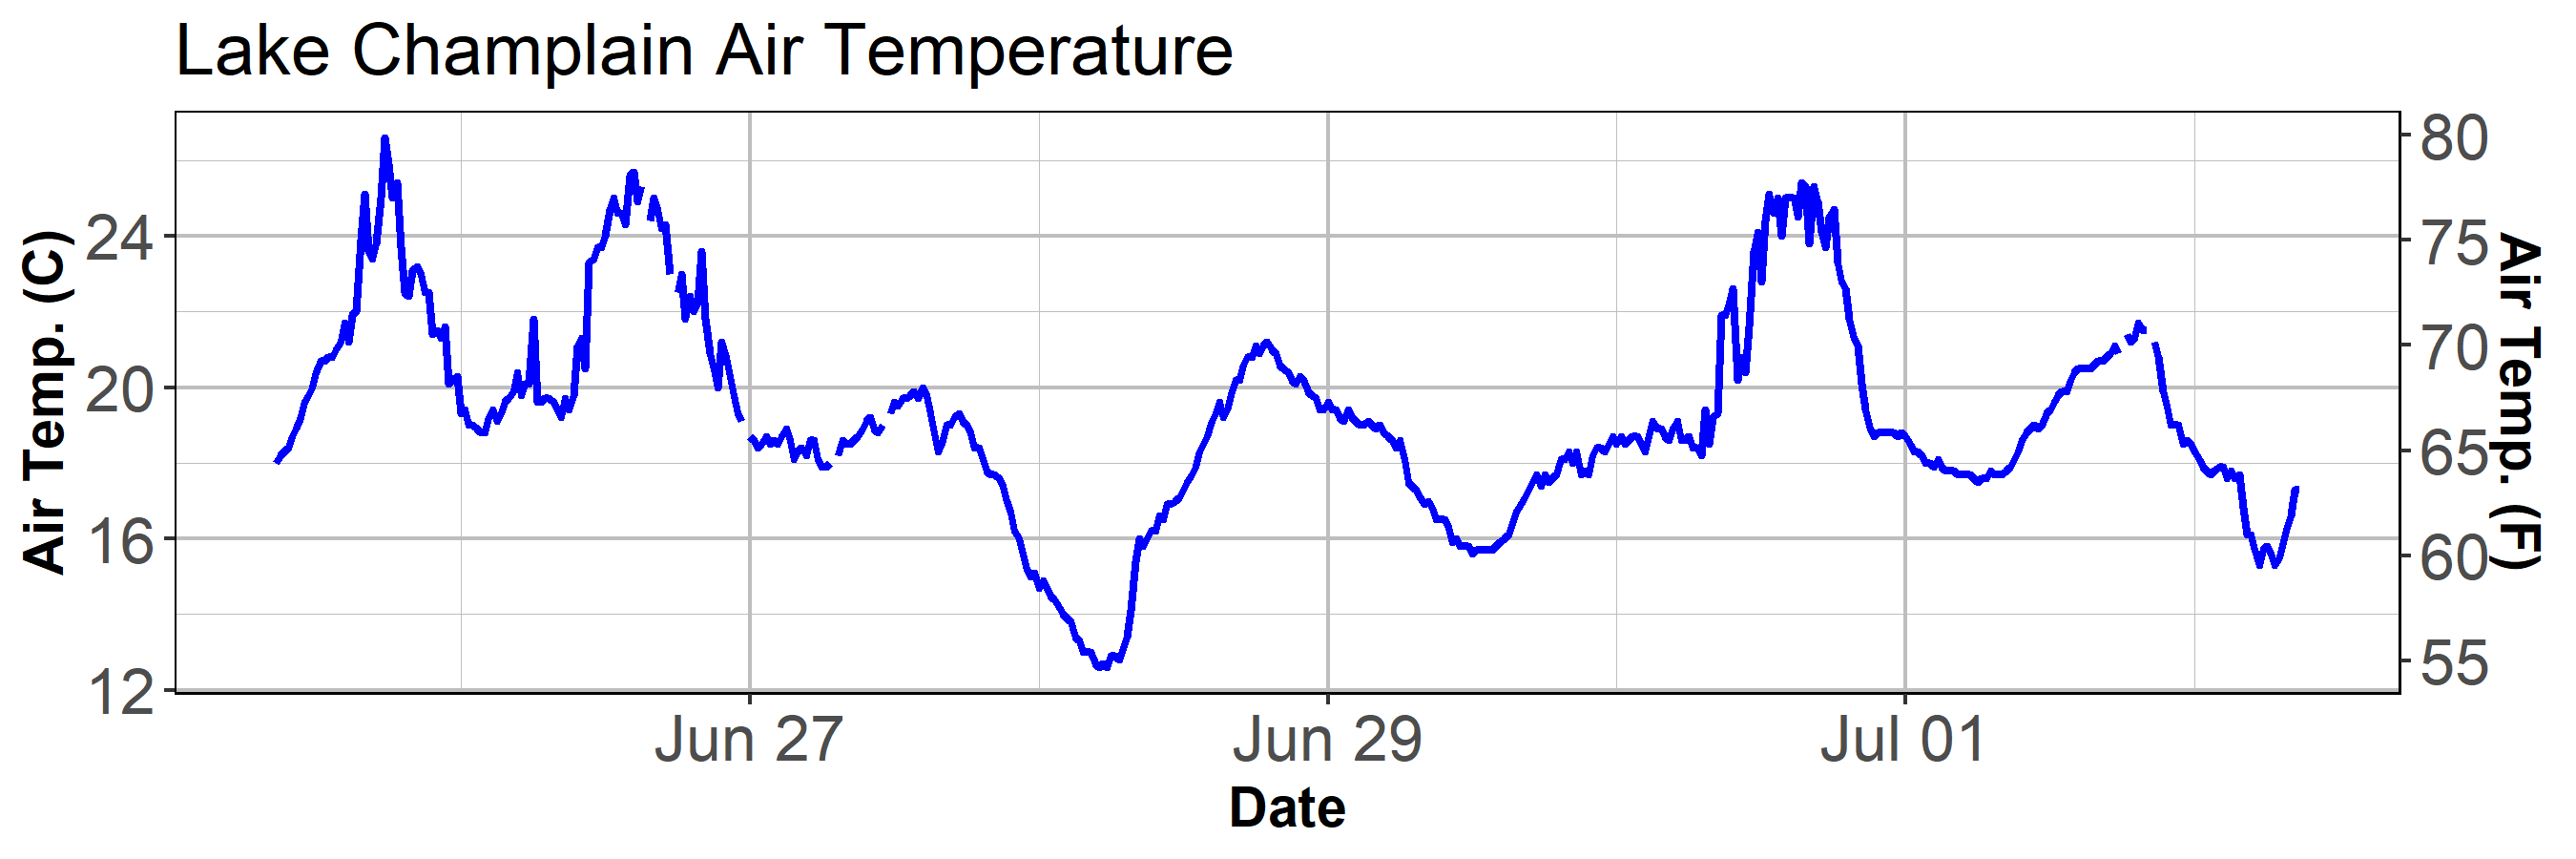 Lake Champlain Air Temperature
Air Temp. (C)
24
20
16
12
80
75
70
65
60
55
Air Temp. (F)
Jun 27
Jun 29
Jul 01
Date